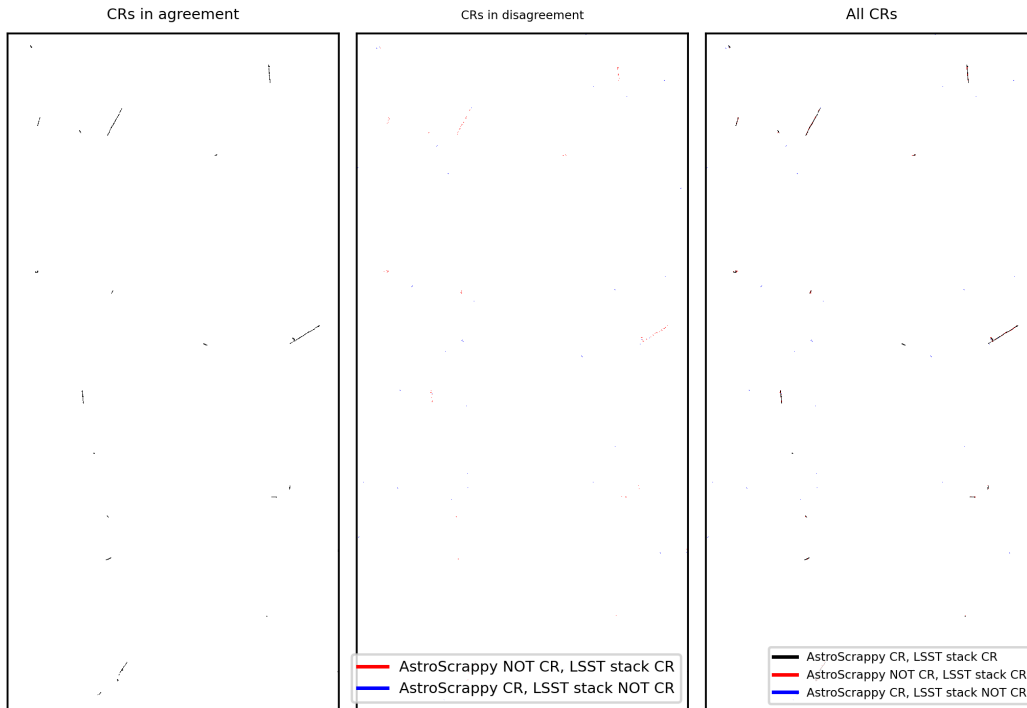 CRs in agreement
CRs in disagreement
All CRs
AstroScrappy NOT CR, LSST stack CR
AstroScrappy CR, LSST stack NOT CR
AstroScrappy CR, LSST stack CR
AstroScrappy NOT CR, LSST stack CR
AstroScrappy CR, LSST stack NOT CR